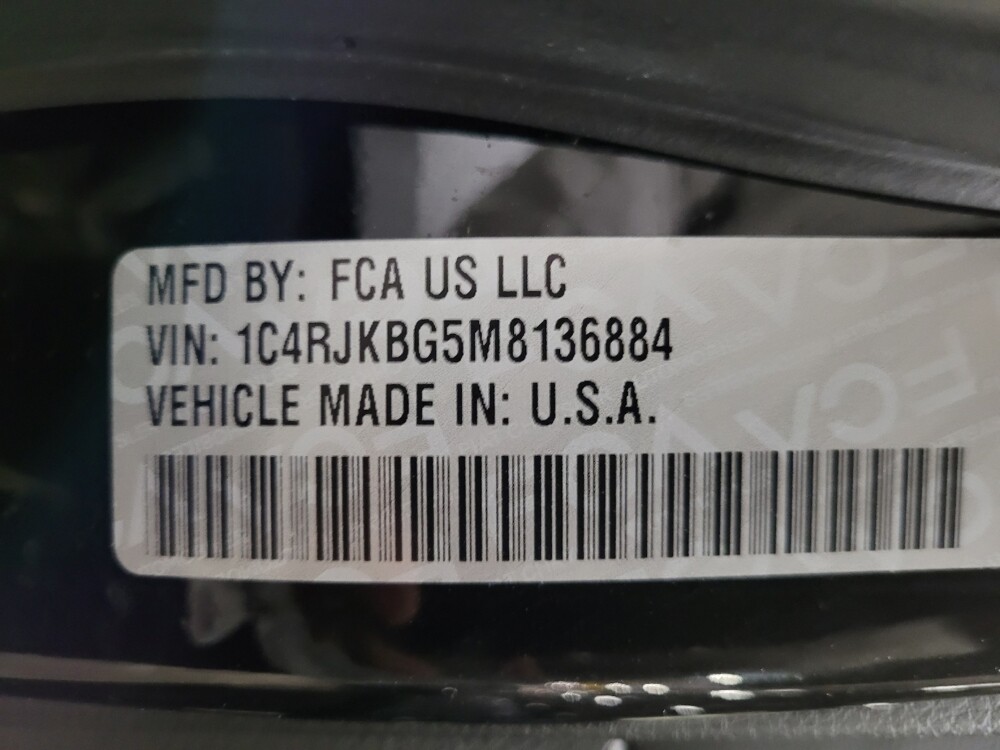 MFD BY: FCA US LLC
VIN: 1C4RJKBG5M8136884
VEHICLE MADE IN: U.S.A.